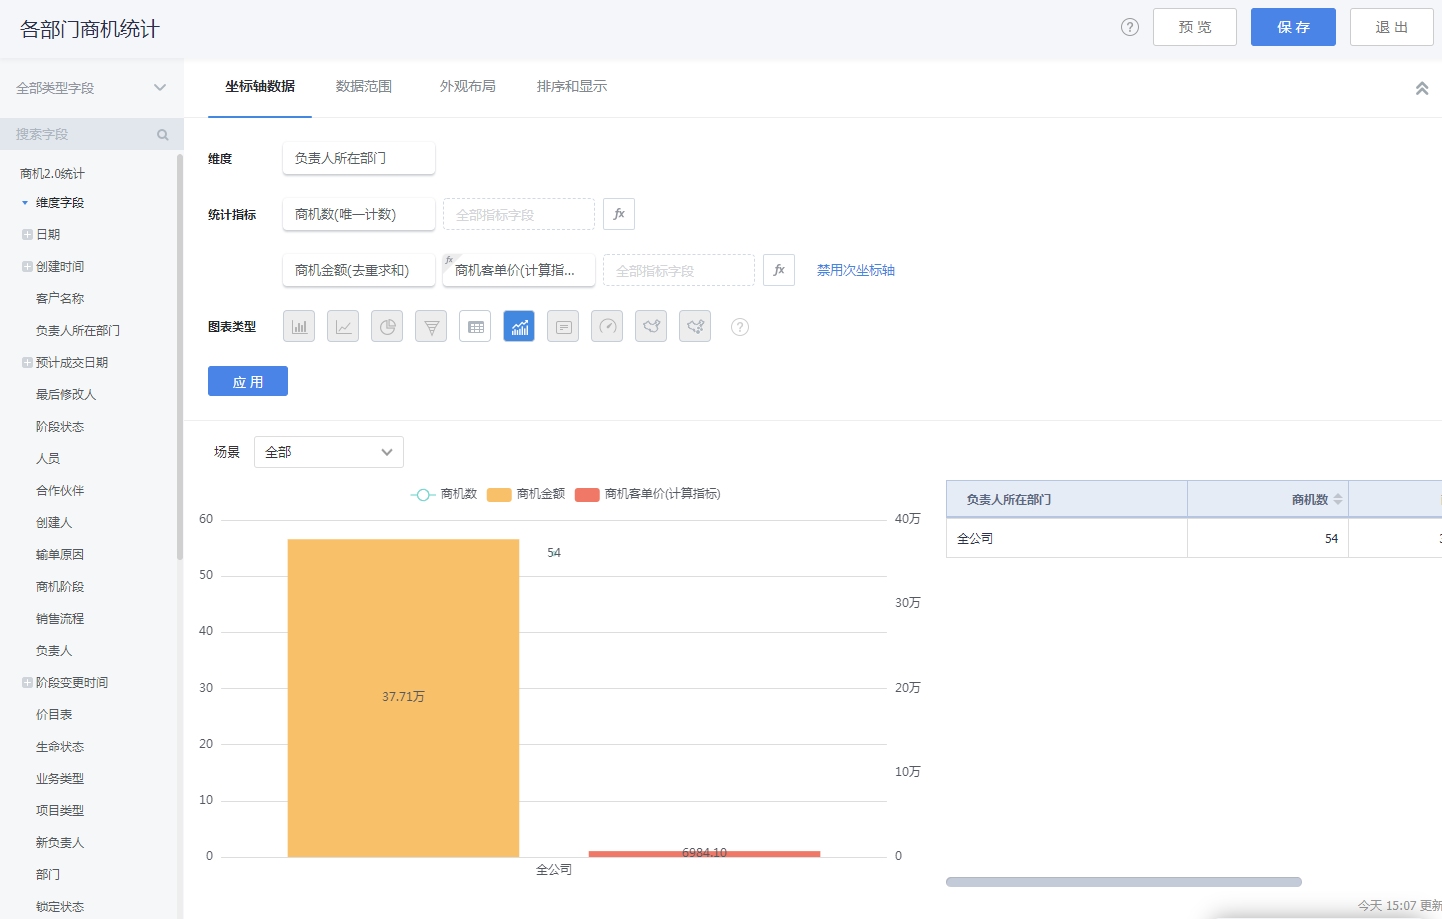 各部门商机统计
预 览
保 存
退 出
全部类型字段
搜索字段
商机2.0统计
维度字段
日期
创建时间
客户名称
负责人所在部门
预计成交日期
最后修改人
阶段状态
人员
合作伙伴
创建人
输单原因
商机阶段
销售流程
负责人
阶段变更时间
价目表
生命状态
业务类型
项目类型
新负责人
部门
锁定状态
坐标轴数据
数据范围
外观布局
排序和显示
维度
负责人所在部门
统计指标
商机数(唯一计数)
全部指标字段
fx
商机金额(去重求和)
fx
商机客单价(计算指...
全部指标字段
fx
禁用次坐标轴
图表类型
?
应 用
场景
全部
商机数
商机金额
商机客单价(计算指标)
60
50
40
30
20
10
0
40万
30万
20万
10万
0
54
37.71万
6984.10
全公司
负责人所在部门
商机数
全公司
54
今天 15:07 更新